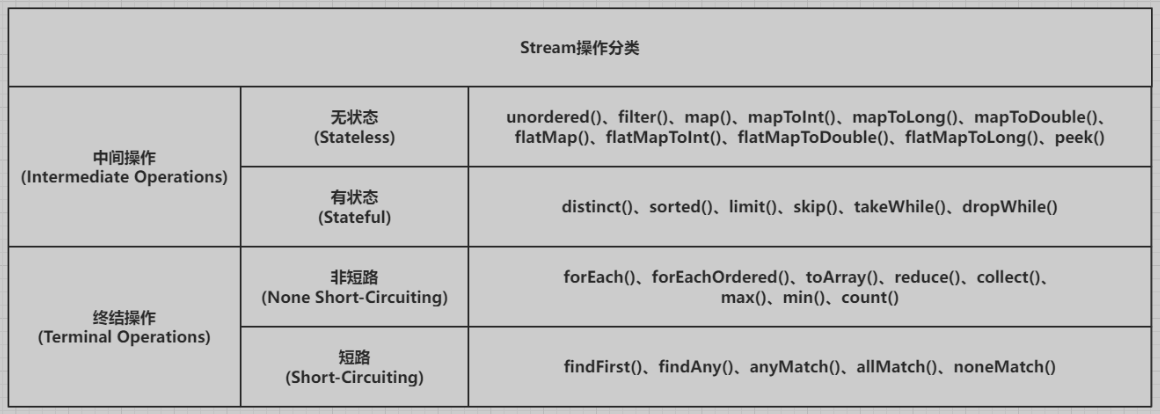 Stream操作分类
中间操作
(Intermediate Operations)
无状态
(Stateless)
unordered()、filter()、map()、mapToInt()、mapToLong()、mapToDouble()、
flatMap()、flatMapToInt()、flatMapToDouble()、flatMapToLong()、peek()
有状态
(Stateful)
distinct()、sorted()、limit()、skip()、takeWhile()、dropWhile()
终结操作
(Terminal Operations)
非短路
(None Short-Circuiting)
forEach()、forEachOrdered()、toArray()、reduce()、collect()、
max()、min()、count()
短路
(Short-Circuiting)
findFirst()、findAny()、anyMatch()、allMatch()、noneMatch()